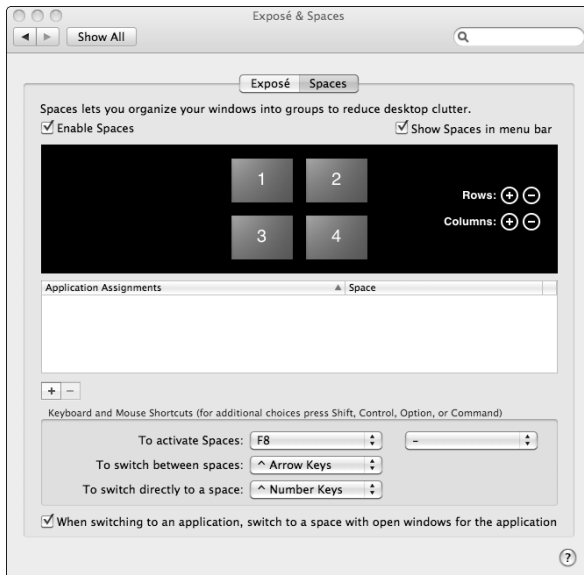 Exposé & Spaces
Show All
Exposé Spaces
Spaces lets you organize your windows into groups to reduce desktop clutter.
Enable Spaces Show Spaces in menu bar
1 2
Rows: + −
Columns: + −
3 4
Application Assignments Space
+ −
Keyboard and Mouse Shortcuts (for additional choices press Shift, Control, Option, or Command)
To activate Spaces: F8 –
To switch between spaces: ^ Arrow Keys
To switch directly to a space: ^ Number Keys
When switching to an application, switch to a space with open windows for the application
?